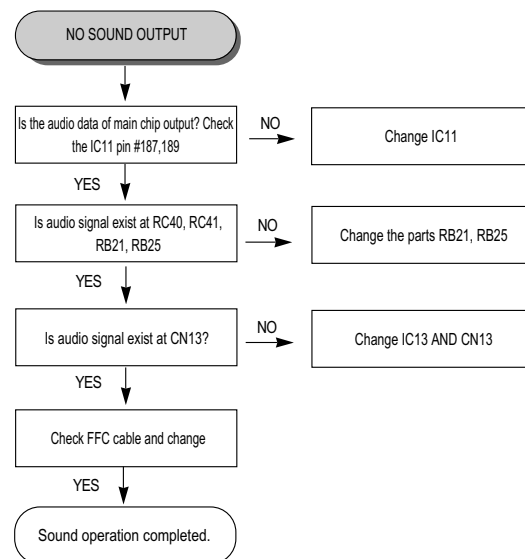 NO SOUND OUTPUT
Is the audio data of main chip output? Check
the IC11 pin #187,189
NO
Change IC11
YES
Is audio signal exist at RC40, RC41,
RB21, RB25
NO
Change the parts RB21, RB25
YES
Is audio signal exist at CN13?
NO
Change IC13 AND CN13
YES
Check FFC cable and change
YES
Sound operation completed.